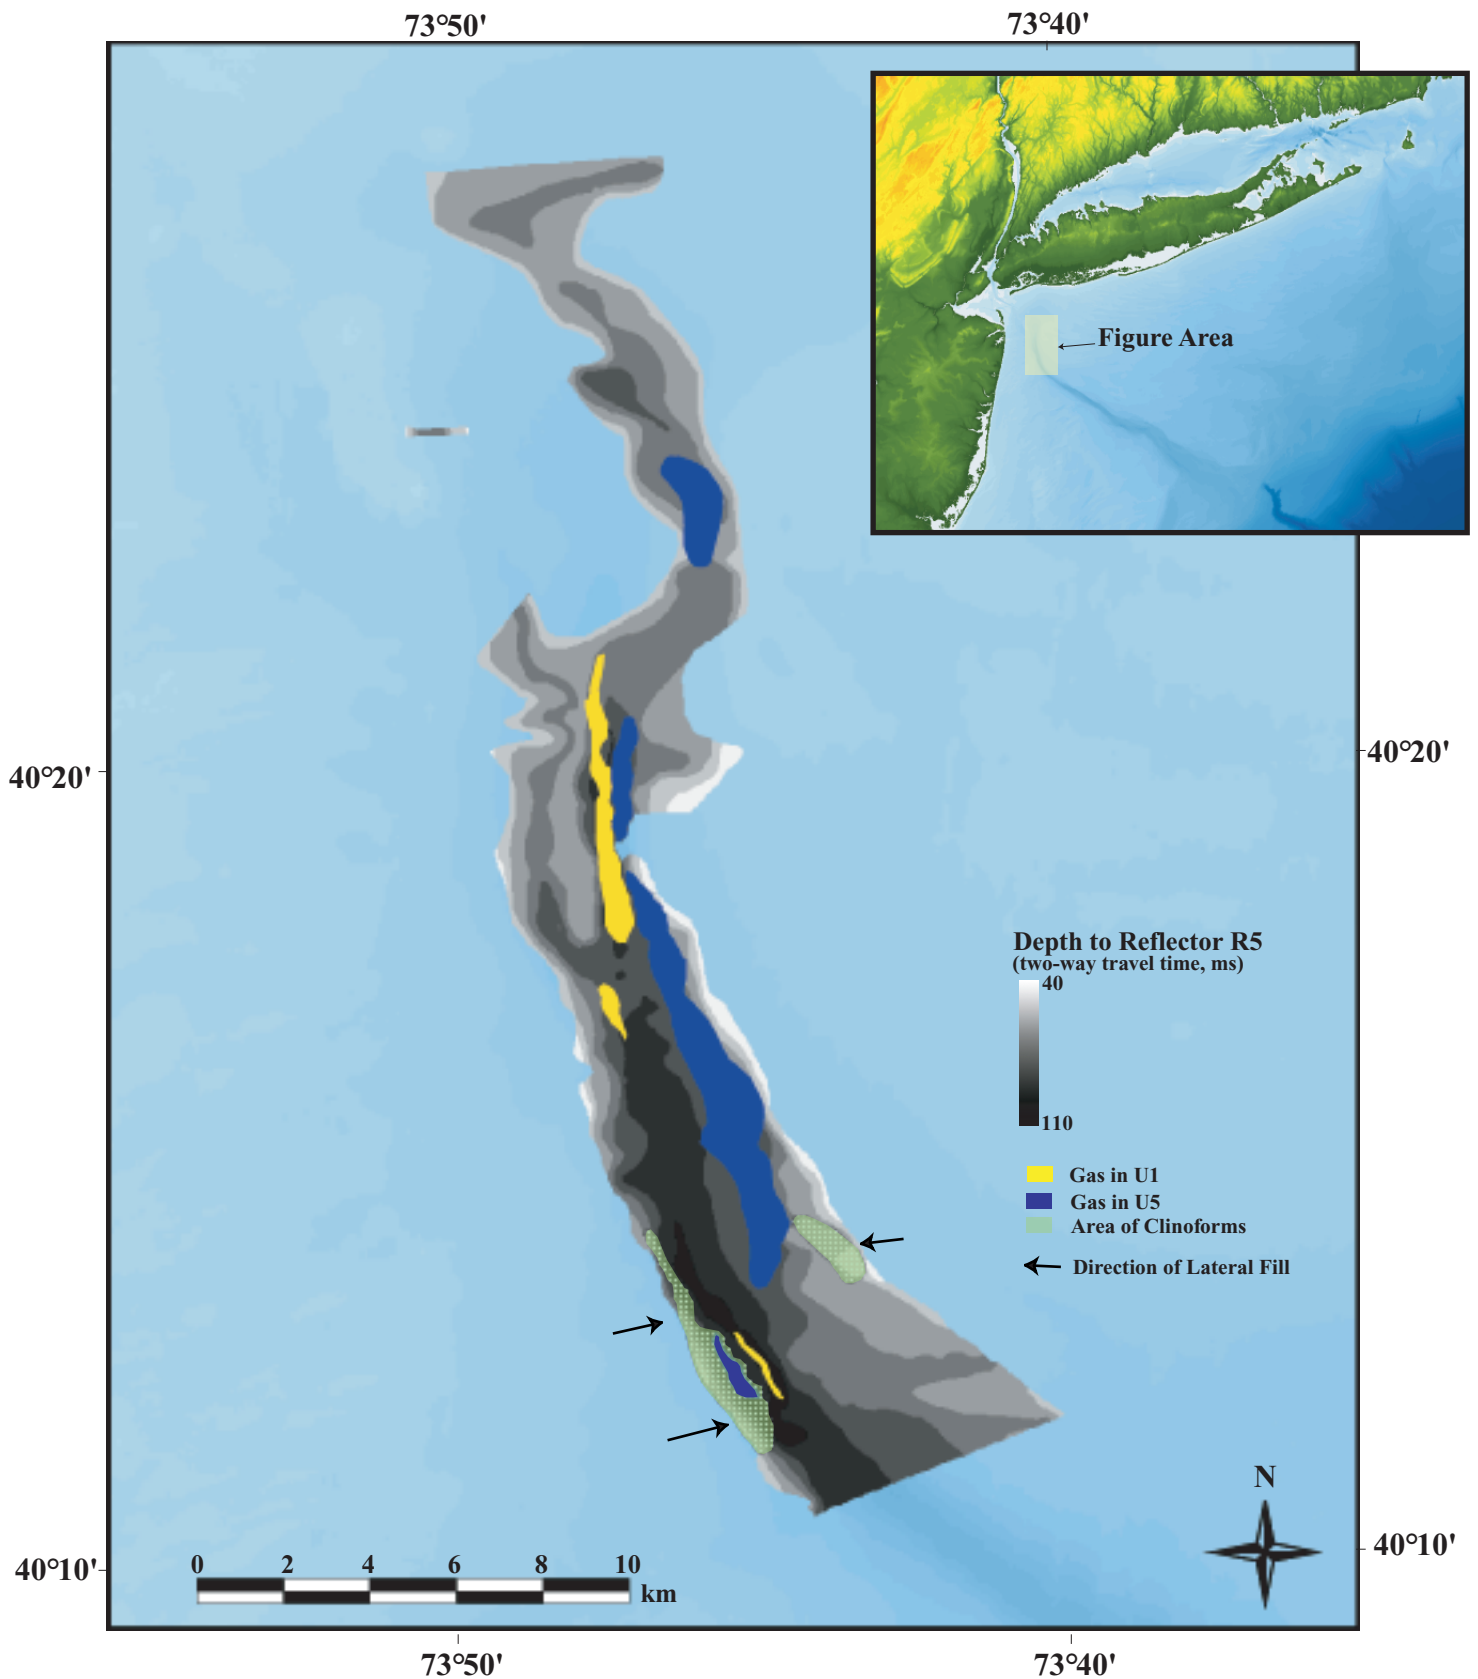 73°50'
73°40'
Figure Area
40°20'
40°20'
Depth to Reflector R5
(two-way travel time, ms)
40
110
Gas in U1
Gas in U5
Area of Clinoforms
Direction of Lateral Fill
N
40°10'
40°10'
0 2 4 6 8 10
km
73°50'
73°40'